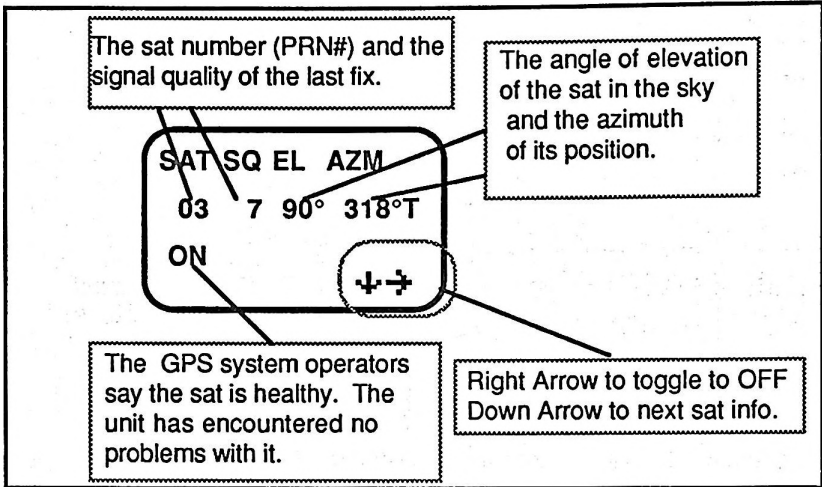 The sat number (PRN#) and the
signal quality of the last fix.
The angle of elevation
of the sat in the sky
and the azimuth
of its position.
SAT SQ EL AZM
03 7 90° 318°T
ON
The GPS system operators
say the sat is healthy. The
unit has encountered no
problems with it.
Right Arrow to toggle to OFF
Down Arrow to next sat info.